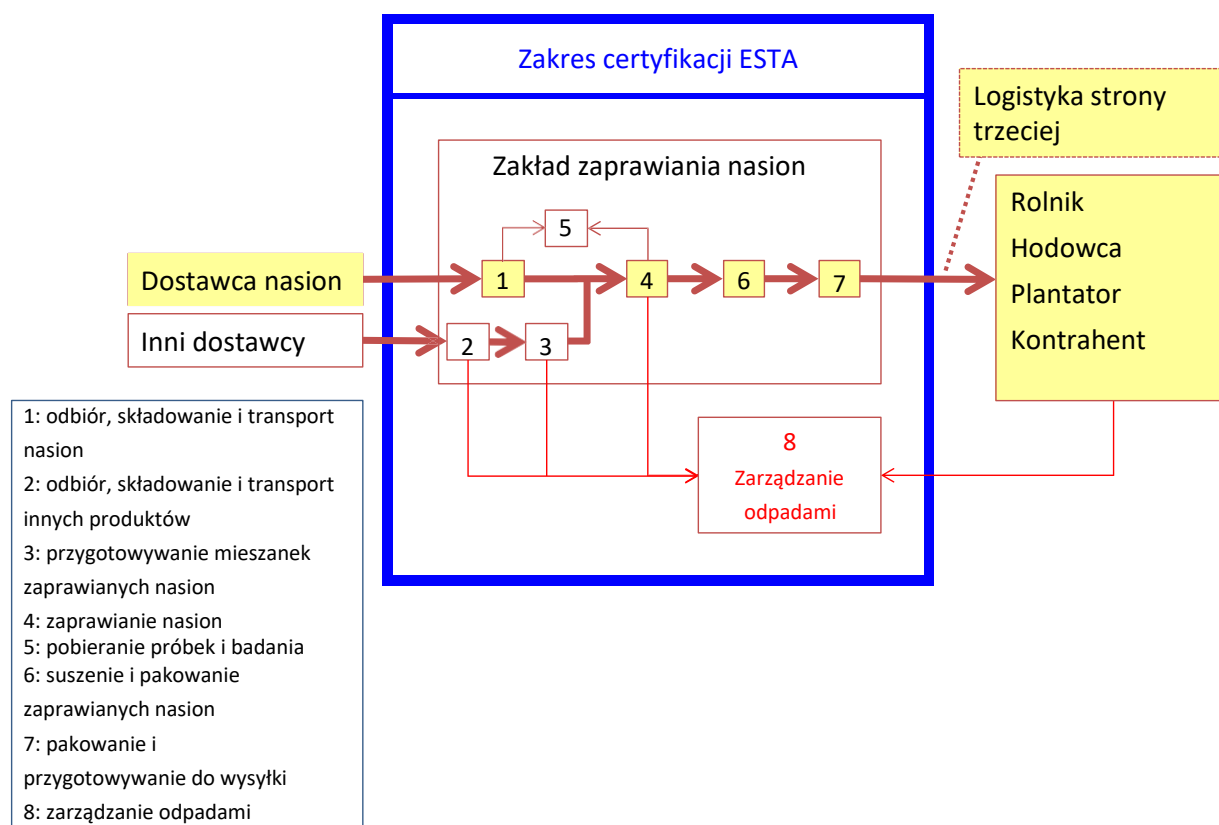 Zakres certyfikacji ESTA
Logistyka strony
trzeciej
Zakład zaprawiania nasion
Rolnik
Hodowca
Plantator
Kontrahent
5
Dostawca nasion
1
4
6
7
Inni dostawcy
2
3
8
Zarządzanie
odpadami
1: odbiór, składowanie i transport
nasion
2: odbiór, składowanie i transport
innych produktów
3: przygotowywanie mieszanek
zaprawianych nasion
4: zaprawianie nasion
5: pobieranie próbek i badania
6: suszenie i pakowanie
zaprawianych nasion
7: pakowanie i
przygotowywanie do wysyłki
8: zarządzanie odpadami